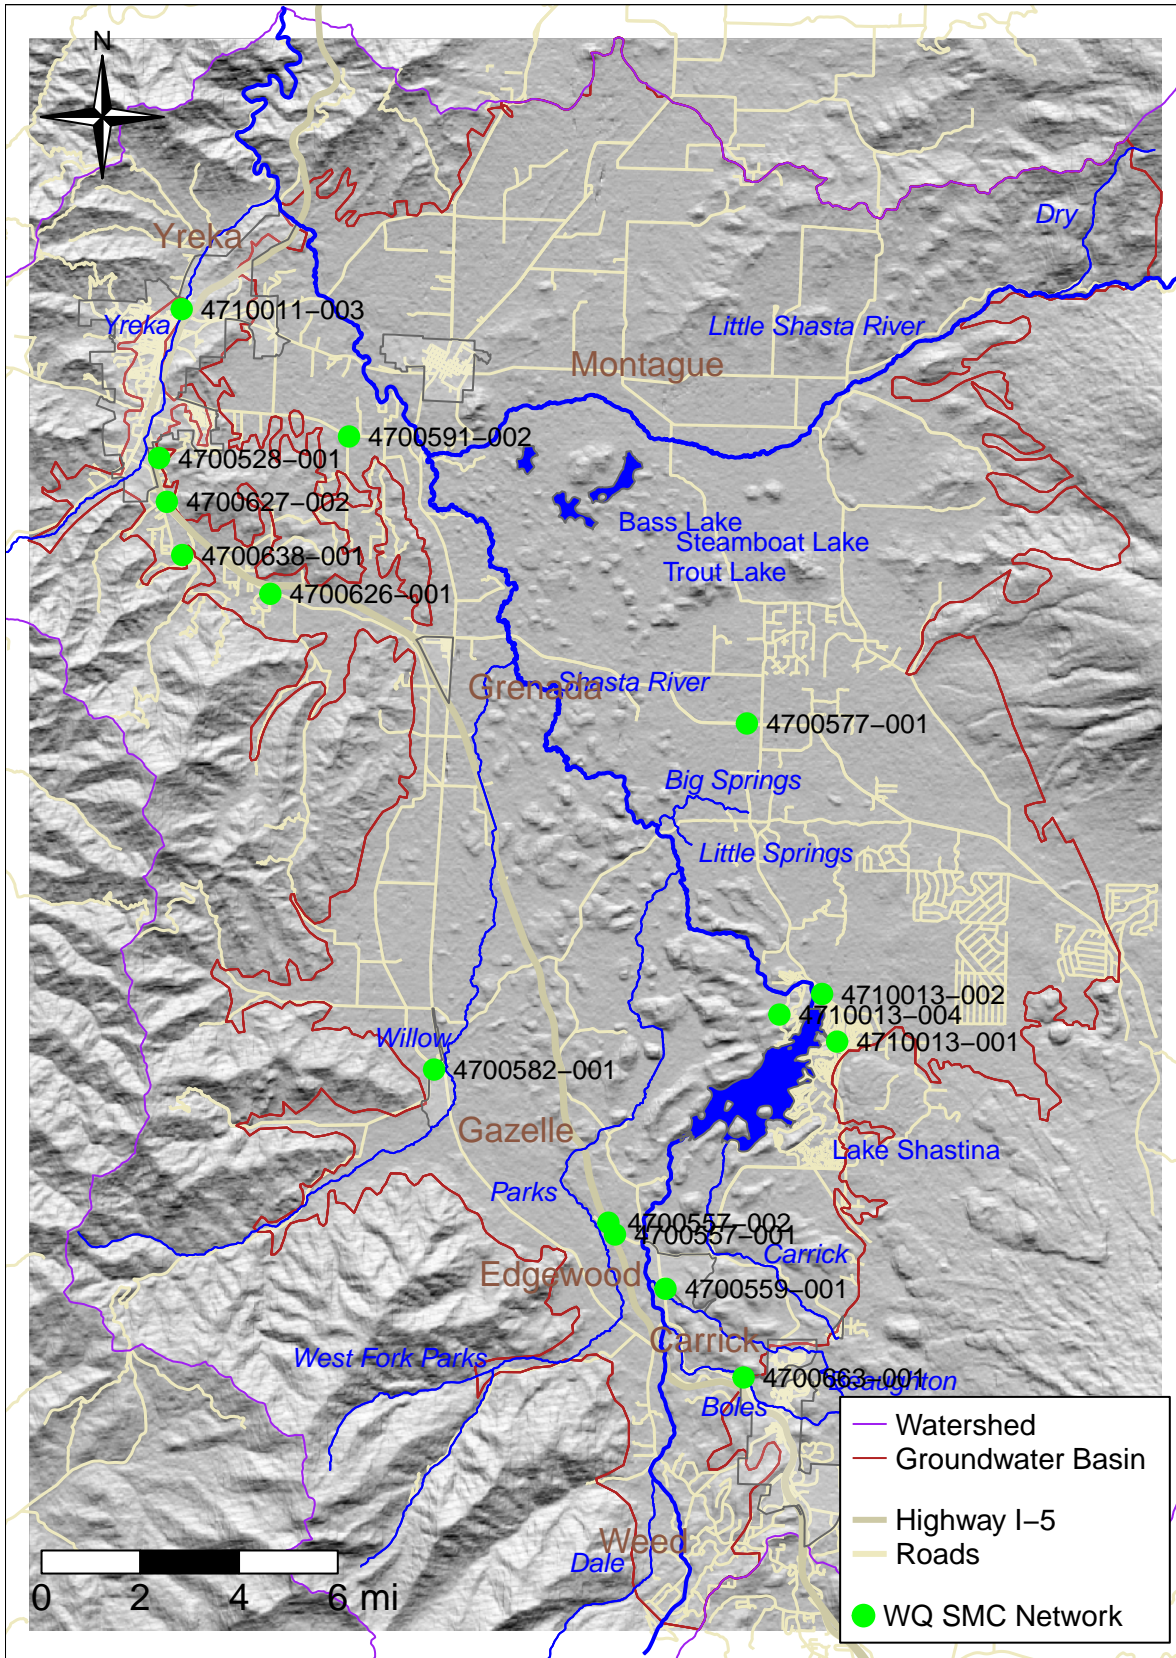 N
Dry
Yreka
4710011−003
Yreka
Little Shasta River
Montague
4700591−002
4700528−001
4700627−002
Bass Lake
Steamboat Lake
4700638−001
Trout Lake
4700626−001
Shasta River
Grenada
4700577−001
Big Springs
Little Springs
4710013−002
4710013−004
4710013−001
Willow
4700582−001
Gazelle
Lake Shastina
Parks
4700557−002
4700557−001
Carrick
Edgewood
4700559−001
Carrick
West Fork Parks
4700863−001
Beaughton
Boles
Watershed
Groundwater Basin
Highway I−5
Roads
WQ SMC Network
Weed
Dale
0 2 4 6 mi